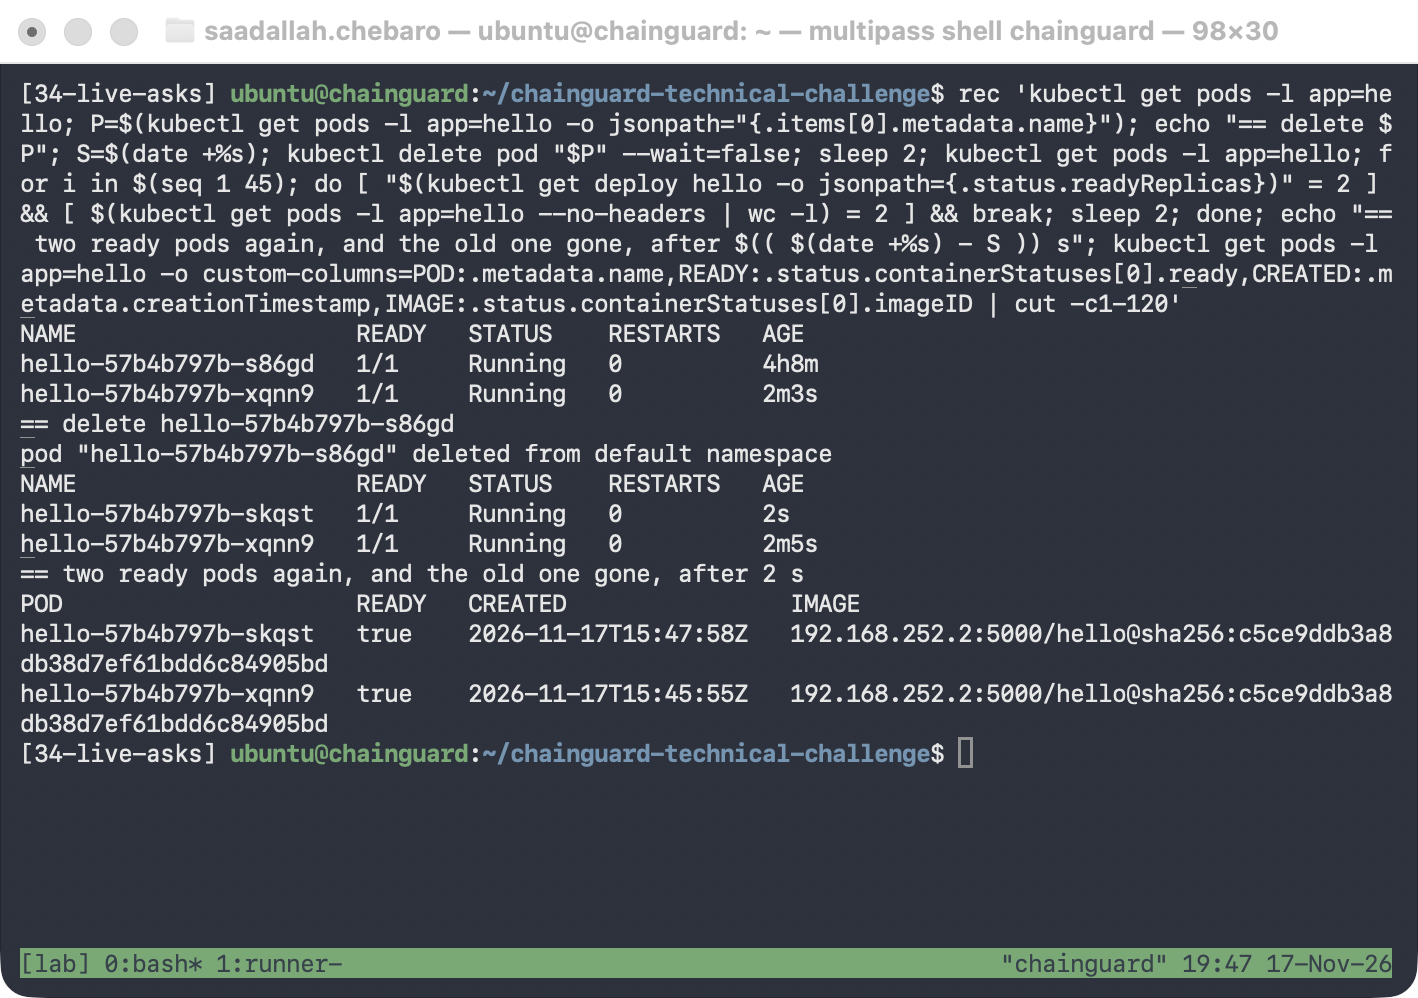 saadallah.chebaro — ubuntu@chainguard: ~ — multipass shell chainguard — 98×30
[34-live-asks] ubuntu@chainguard:~/chainguard-technical-challenge$ rec 'kubectl get pods -l app=he
llo; P=$(kubectl get pods -l app=hello -o jsonpath="{.items[0].metadata.name}"); echo "== delete $
P"; S=$(date +%s); kubectl delete pod "$P" --wait=false; sleep 2; kubectl get pods -l app=hello; f
or i in $(seq 1 45); do [ "$(kubectl get deploy hello -o jsonpath={.status.readyReplicas})" = 2 ]
&& [ $(kubectl get pods -l app=hello --no-headers | wc -l) = 2 ] && break; sleep 2; done; echo "==
 two ready pods again, and the old one gone, after $(( $(date +%s) - S )) s"; kubectl get pods -l
app=hello -o custom-columns=POD:.metadata.name,READY:.status.containerStatuses[0].ready,CREATED:.m
etadata.creationTimestamp,IMAGE:.status.containerStatuses[0].imageID | cut -c1-120'
NAME                    READY   STATUS    RESTARTS   AGE
hello-57b4b797b-s86gd   1/1     Running   0          4h8m
hello-57b4b797b-xqnn9   1/1     Running   0          2m3s
== delete hello-57b4b797b-s86gd
pod "hello-57b4b797b-s86gd" deleted from default namespace
NAME                    READY   STATUS    RESTARTS   AGE
hello-57b4b797b-skqst   1/1     Running   0          2s
hello-57b4b797b-xqnn9   1/1     Running   0          2m5s
== two ready pods again, and the old one gone, after 2 s
POD                     READY   CREATED                IMAGE
hello-57b4b797b-skqst   true    2026-11-17T15:47:58Z   192.168.252.2:5000/hello@sha256:c5ce9ddb3a8
db38d7ef61bdd6c84905bd
hello-57b4b797b-xqnn9   true    2026-11-17T15:45:55Z   192.168.252.2:5000/hello@sha256:c5ce9ddb3a8
db38d7ef61bdd6c84905bd
[34-live-asks] ubuntu@chainguard:~/chainguard-technical-challenge$
[lab] 0:bash* 1:runner- "chainguard" 19:47 17-Nov-26